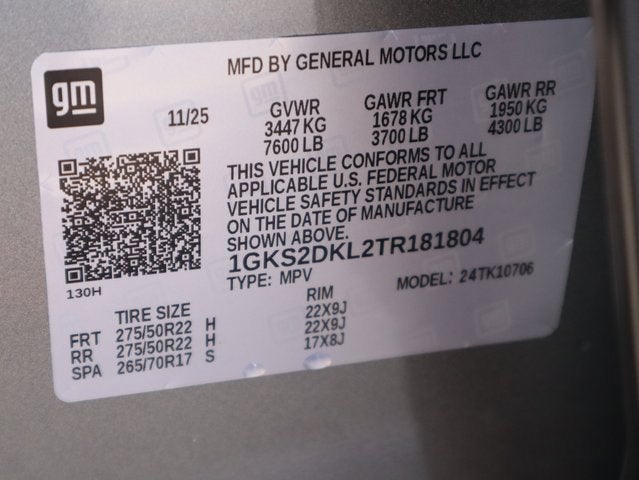 MFD BY GENERAL MOTORS LLC
gm
11/25
GVWR GAWR FRT GAWR RR
3447 KG 1678 KG 1950 KG
7600 LB 3700 LB 4300 LB
THIS VEHICLE CONFORMS TO ALL
APPLICABLE U.S. FEDERAL MOTOR
VEHICLE SAFETY STANDARDS IN EFFECT
ON THE DATE OF MANUFACTURE
SHOWN ABOVE.
1GKS2DKL2TR181804
TYPE: MPV MODEL: 24TK10706
130H
TIRE SIZE RIM
FRT 275/50R22 H 22X9J
RR 275/50R22 H 22X9J
SPA 265/70R17 S 17X8J